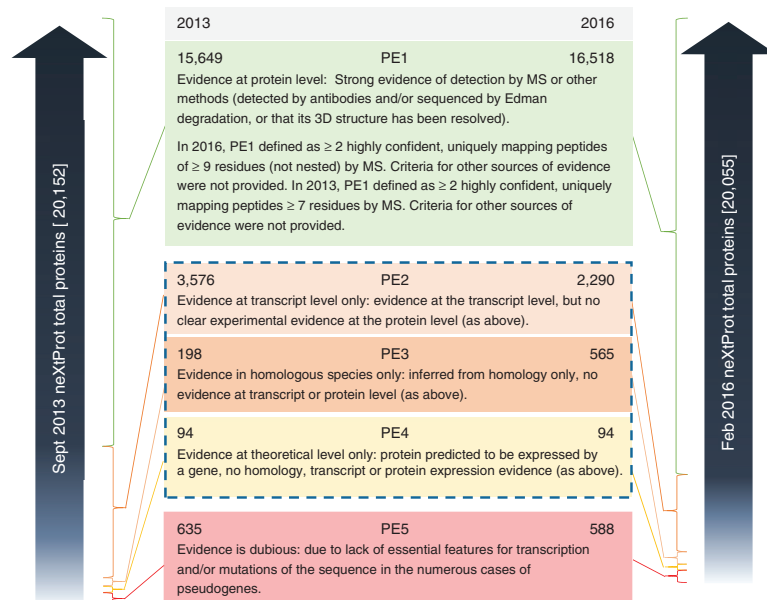 2013 2016
15,649 PE1 16,518
Evidence at protein level: Strong evidence of detection by MS or other
methods (detected by antibodies and/or sequenced by Edman
degradation, or that its 3D structure has been resolved).
In 2016, PE1 defined as ≥ 2 highly confident, uniquely mapping peptides
of ≥ 9 residues (not nested) by MS. Criteria for other sources of evidence
were not provided. In 2013, PE1 defined as ≥ 2 highly confident, uniquely
mapping peptides ≥ 7 residues by MS. Criteria for other sources of
evidence were not provided.
3,576 PE2 2,290
Evidence at transcript level only: evidence at the transcript level, but no
clear experimental evidence at the protein level (as above).
198 PE3 565
Evidence in homologous species only: inferred from homology only, no
evidence at transcript or protein level (as above).
94 PE4 94
Evidence at theoretical level only: protein predicted to be expressed by
a gene, no homology, transcript or protein expression evidence (as above).
635 PE5 588
Evidence is dubious: due to lack of essential features for transcription
and/or mutations of the sequence in the numerous cases of
pseudogenes.
Sept 2013 neXtProt total proteins [ 20,152]
Feb 2016 neXtProt total proteins [20,055]